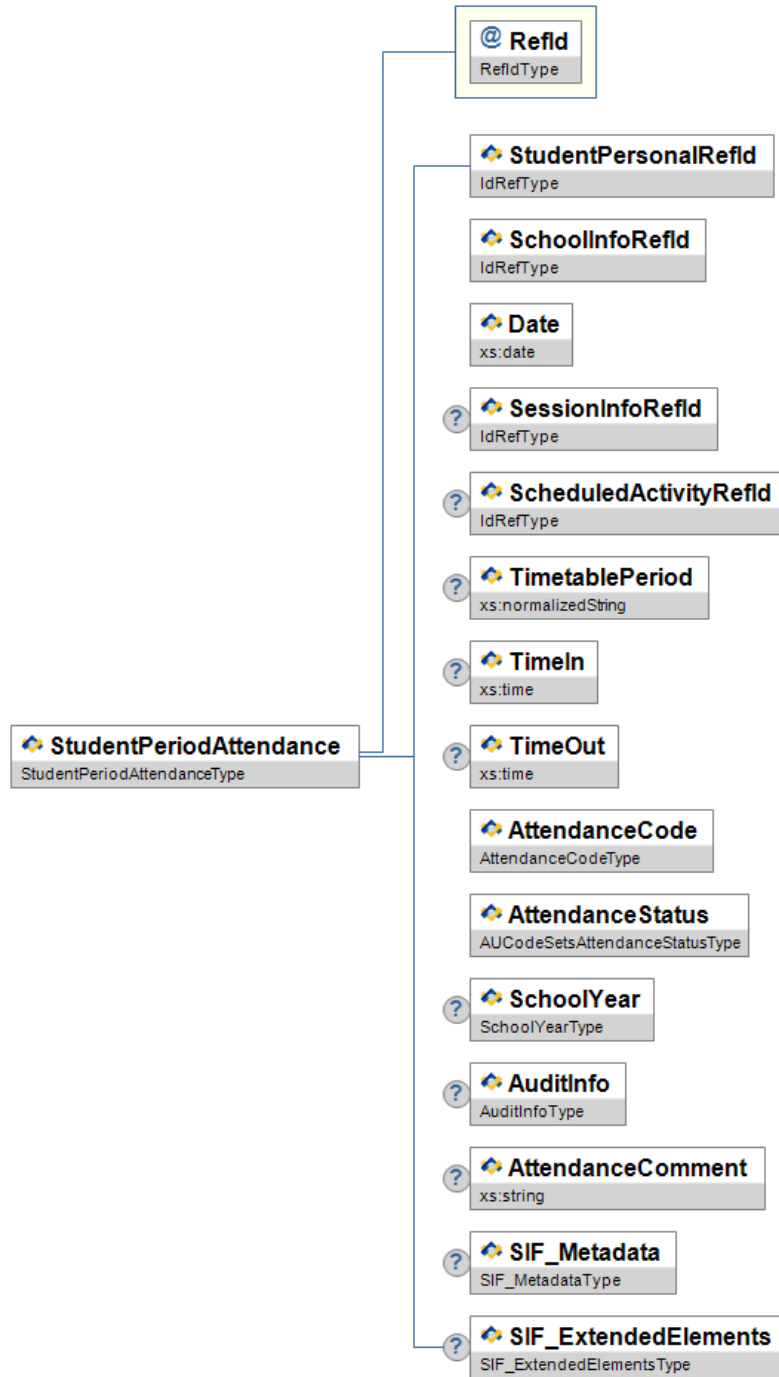 @ RefId
RefIdType
StudentPersonalRefId
IdRefType
SchoolInfoRefId
IdRefType
Date
xs:date
? SessionInfoRefId
IdRefType
? ScheduledActivityRefId
IdRefType
? TimetablePeriod
xs:normalizedString
? TimeIn
xs:time
? TimeOut
xs:time
StudentPeriodAttendance
StudentPeriodAttendanceType
AttendanceCode
AttendanceCodeType
AttendanceStatus
AUCodeSetsAttendanceStatusType
? SchoolYear
SchoolYearType
? AuditInfo
AuditInfoType
? AttendanceComment
xs:string
? SIF_Metadata
SIF_MetadataType
? SIF_ExtendedElements
SIF_ExtendedElementsType